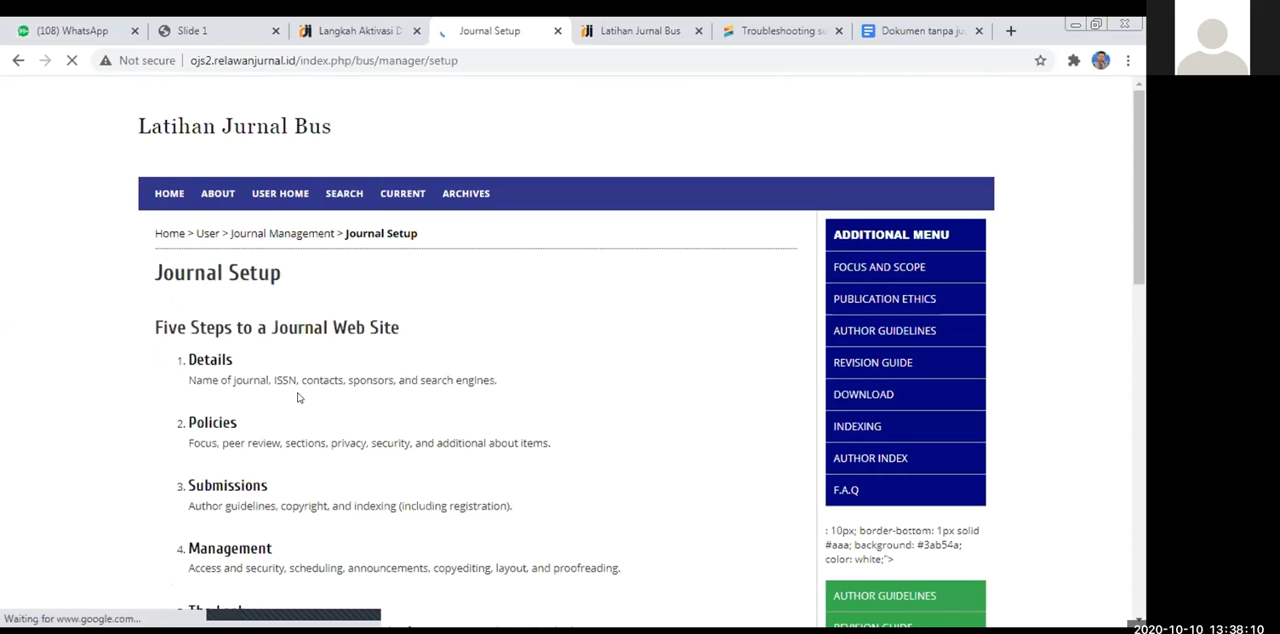 (108) WhatsApp
Slide 1
Langkah Aktivasi D
Journal Setup
Latihan Jurnal Bus
Troubleshooting su
Dokumen tanpa ju
Not secure
ojs2.relawanjurnal.id/index.php/bus/manager/setup
Latihan Jurnal Bus
HOME
ABOUT
USER HOME
SEARCH
CURRENT
ARCHIVES
Home > User > Journal Management > Journal Setup
Journal Setup
Five Steps to a Journal Web Site
1. Details
Name of journal, ISSN, contacts, sponsors, and search engines.
2. Policies
Focus, peer review, sections, privacy, security, and additional about items.
3. Submissions
Author guidelines, copyright, and indexing (including registration).
4. Management
Access and security, scheduling, announcements, copyediting, layout, and proofreading.
ADDITIONAL MENU
FOCUS AND SCOPE
PUBLICATION ETHICS
AUTHOR GUIDELINES
REVISION GUIDE
DOWNLOAD
INDEXING
AUTHOR INDEX
F.A.Q
: 10px; border-bottom: 1px solid
#aaa; background: #3ab54a;
color: white;">
AUTHOR GUIDELINES
Waiting for www.google.com...
2020-10-10 13:38:10